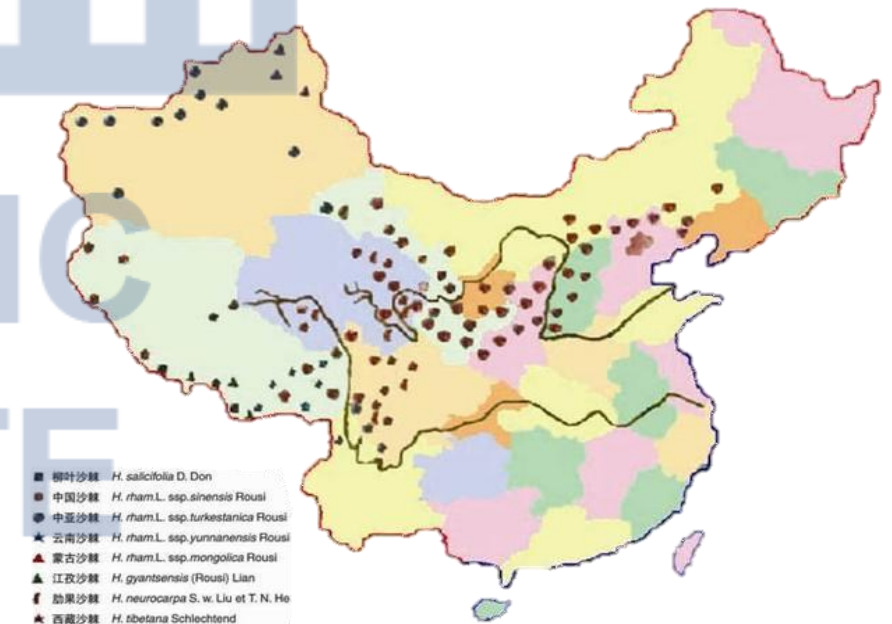 IC
TE
柳叶沙棘 H. salicifolia D. Don
中国沙棘 H. rham.L. ssp.sinensis Rousi
中亚沙棘 H. rham.L. ssp.turkestanica Rousi
云南沙棘 H. rham.L. ssp.yunnanensis Rousi
蒙古沙棘 H. rham.L. ssp.mongolica Rousi
江孜沙棘 H. gyantsensis (Rousi) Lian
肋果沙棘 H. neurocarpa S. w. Liu et T. N. He
西藏沙棘 H. tibetana Schlechtend